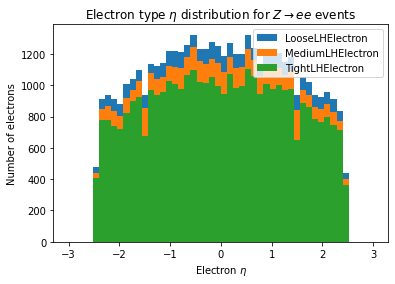 Electron type η distribution for Z → ee events
LooseLHElectron
MediumLHElectron
TightLHElectron
Number of electrons
1200
1000
800
600
400
200
0
−3
−2
−1
0
1
2
3
Electron η